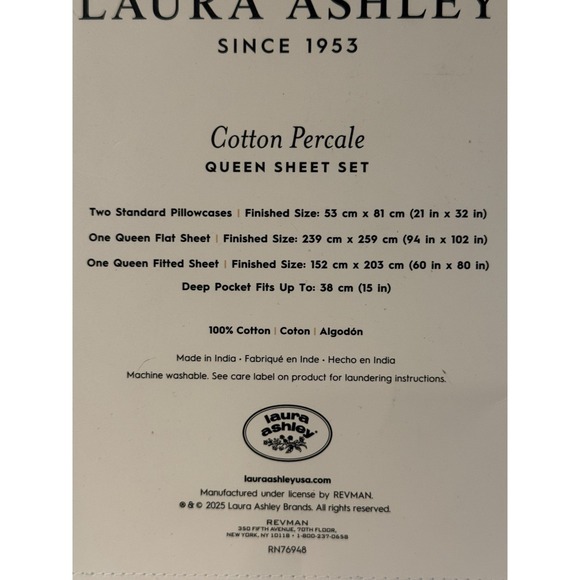 LAURA ASHLEY
SINCE 1953
Cotton Percale
QUEEN SHEET SET
Two Standard Pillowcases | Finished Size: 53 cm x 81 cm (21 in x 32 in)
One Queen Flat Sheet | Finished Size: 239 cm x 259 cm (94 in x 102 in)
One Queen Fitted Sheet | Finished Size: 152 cm x 203 cm (60 in x 80 in)
Deep Pocket Fits Up To: 38 cm (15 in)
100% Cotton | Coton | Algodón
Made in India • Fabriqué en Inde • Hecho en India
Machine washable. See care label on product for laundering instructions.
laura
ashley®
lauraashleyusa.com
Manufactured under license by REVMAN.
® & © 2025 Laura Ashley Brands. All rights reserved.
REVMAN
350 FIFTH AVENUE, 70TH FLOOR,
NEW YORK, NY 10118 • 1-800-237-0658
RN76948